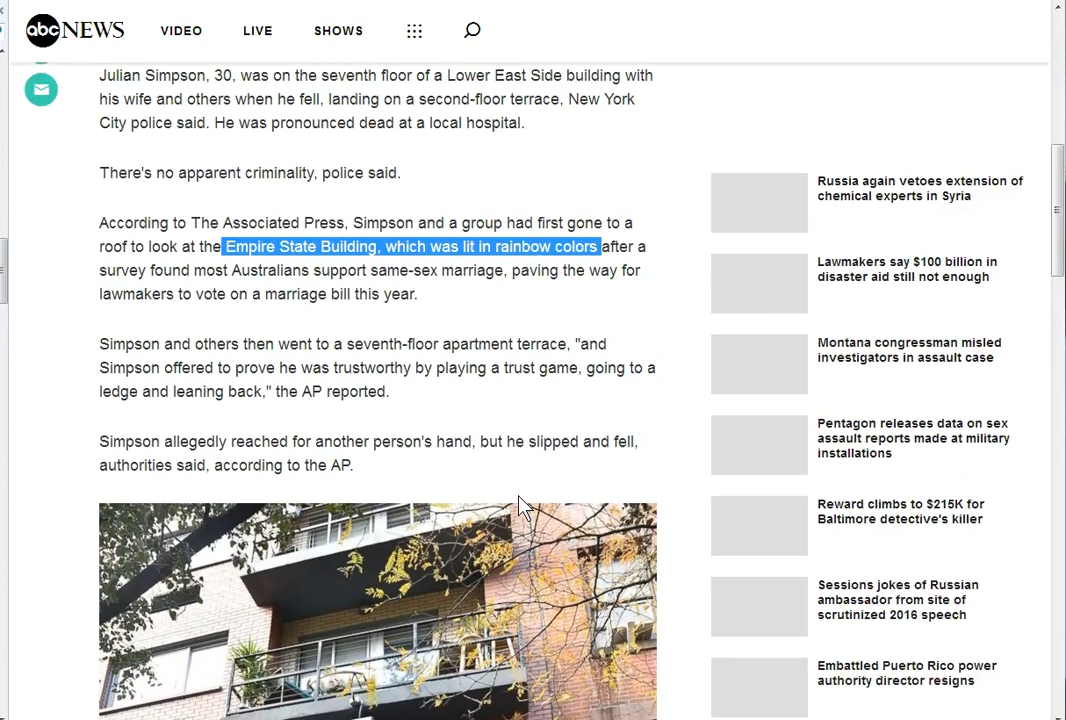 abc NEWS VIDEO LIVE SHOWS
Julian Simpson, 30, was on the seventh floor of a Lower East Side building with
his wife and others when he fell, landing on a second-floor terrace, New York
City police said. He was pronounced dead at a local hospital.
There's no apparent criminality, police said.
According to The Associated Press, Simpson and a group had first gone to a
roof to look at the Empire State Building, which was lit in rainbow colors after a
survey found most Australians support same-sex marriage, paving the way for
lawmakers to vote on a marriage bill this year.
Simpson and others then went to a seventh-floor apartment terrace, "and
Simpson offered to prove he was trustworthy by playing a trust game, going to a
ledge and leaning back," the AP reported.
Simpson allegedly reached for another person's hand, but he slipped and fell,
authorities said, according to the AP.
Russia again vetoes extension of
chemical experts in Syria
Lawmakers say $100 billion in
disaster aid still not enough
Montana congressman misled
investigators in assault case
Pentagon releases data on sex
assault reports made at military
installations
Reward climbs to $215K for
Baltimore detective's killer
Sessions jokes of Russian
ambassador from site of
scrutinized 2016 speech
Embattled Puerto Rico power
authority director resigns